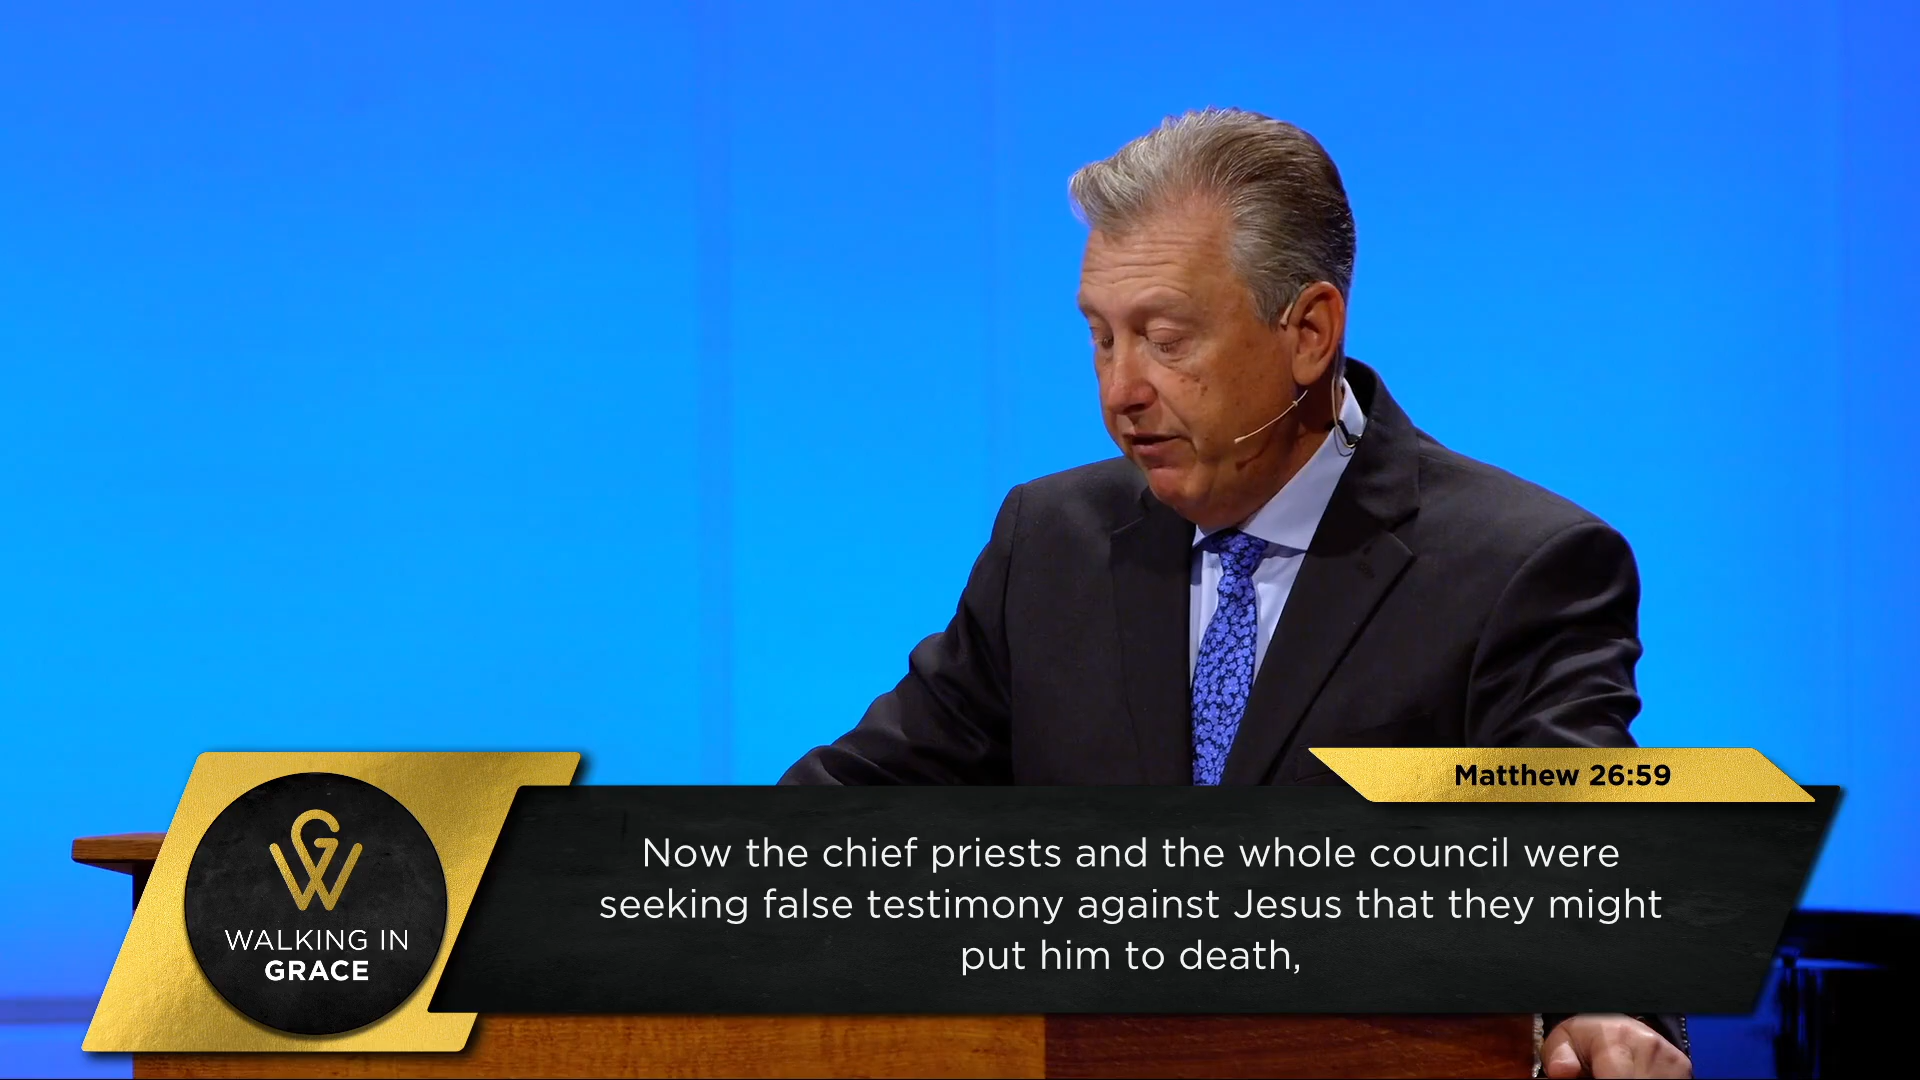 Matthew 26:59
Now the chief priests and the whole council were
seeking false testimony against Jesus that they might
put him to death,
GW
WALKING IN
GRACE